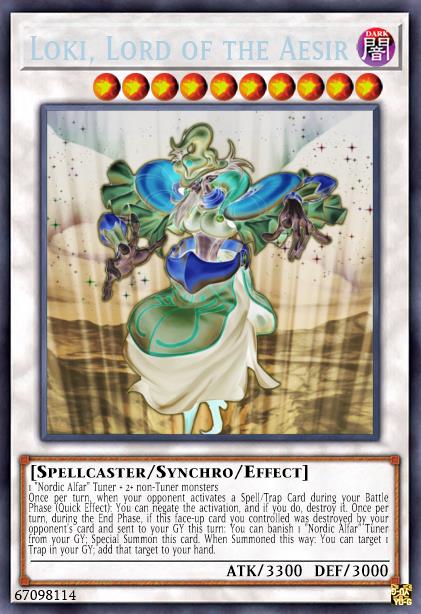 Loki, Lord of the Aesir
DARK
闇
[Spellcaster/Synchro/Effect]
1 "Nordic Alfar" Tuner + 2+ non-Tuner monsters
Once per turn, when your opponent activates a Spell/Trap Card during your Battle
Phase (Quick Effect): You can negate the activation, and if you do, destroy it. Once per
turn, during the End Phase, if this face-up card you controlled was destroyed by your
opponent's card and sent to your GY this turn: You can banish 1 "Nordic Alfar" Tuner
from your GY; Special Summon this card. When Summoned this way: You can target 1
Trap in your GY; add that target to your hand.
ATK/3300 DEF/3000
67098114